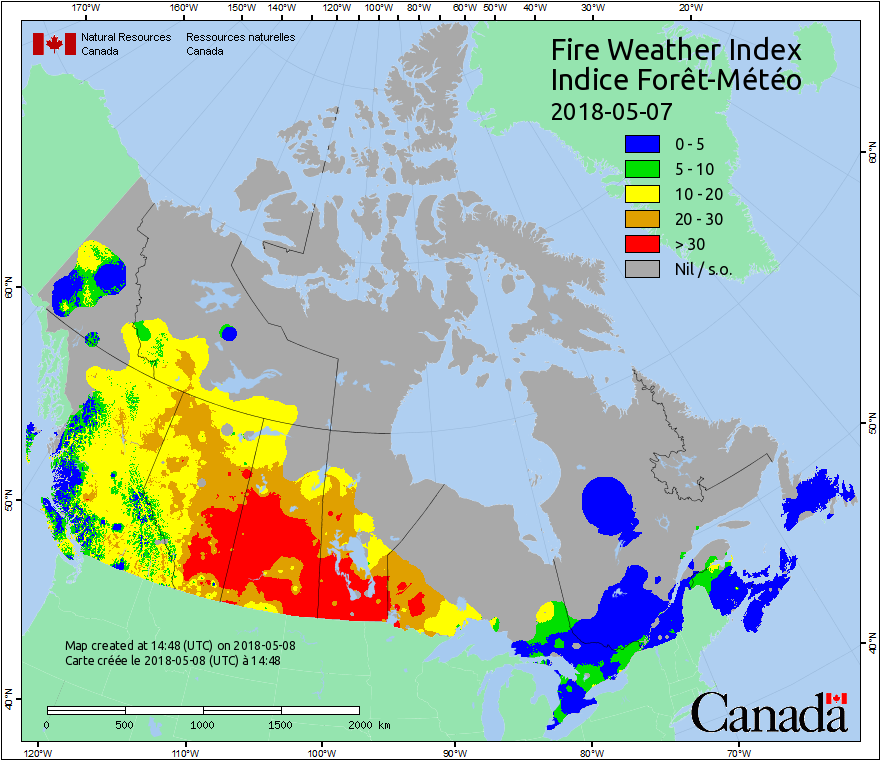 170°W 160°W 150°W 140°W 130°W 120°W 110°W 100°W 90°W 80°W 70°W 60°W 50°W 40°W 30°W 20°W
Natural Resources Canada
Ressources naturelles Canada
Fire Weather Index
Indice Forêt-Météo
2018-05-07
0 - 5
5 - 10
10 - 20
20 - 30
> 30
Nil / s.o.
60°N
60°N
50°N
50°N
40°N
40°N
Map created at 14:48 (UTC) on 2018-05-08
Carte créée le 2018-05-08 (UTC) à 14:48
0 500 1000 1500 2000 km
Canada
120°W 110°W 100°W 90°W 80°W 70°W